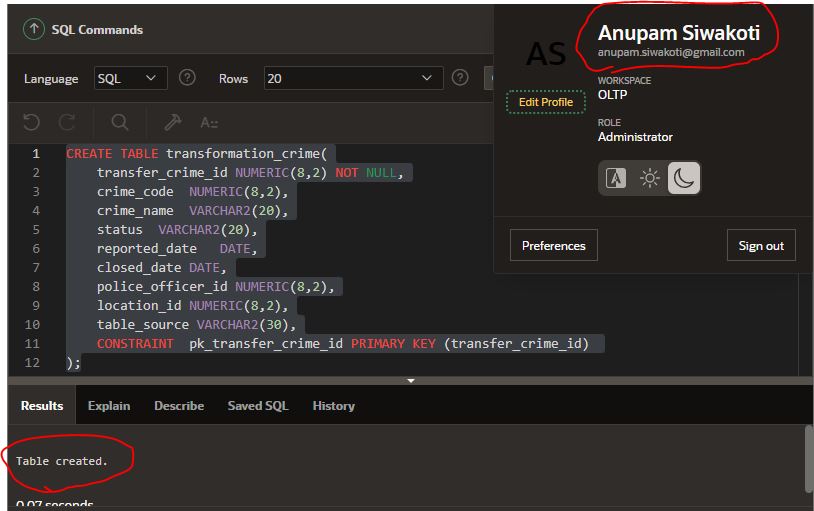 SQL Commands
Language SQL Rows 20
1 CREATE TABLE transformation_crime(
2 transfer_crime_id NUMERIC(8,2) NOT NULL,
3 crime_code NUMERIC(8,2),
4 crime_name VARCHAR2(20),
5 status VARCHAR2(20),
6 reported_date DATE,
7 closed_date DATE,
8 police_officer_id NUMERIC(8,2),
9 location_id NUMERIC(8,2),
10 table_source VARCHAR2(30),
11 CONSTRAINT pk_transfer_crime_id PRIMARY KEY (transfer_crime_id)
12 );
AS
Edit Profile
Anupam Siwakoti
anupam.siwakoti@gmail.com
WORKSPACE
OLTP
ROLE
Administrator
Preferences Sign out
Results Explain Describe Saved SQL History
Table created.
0.07 seconds